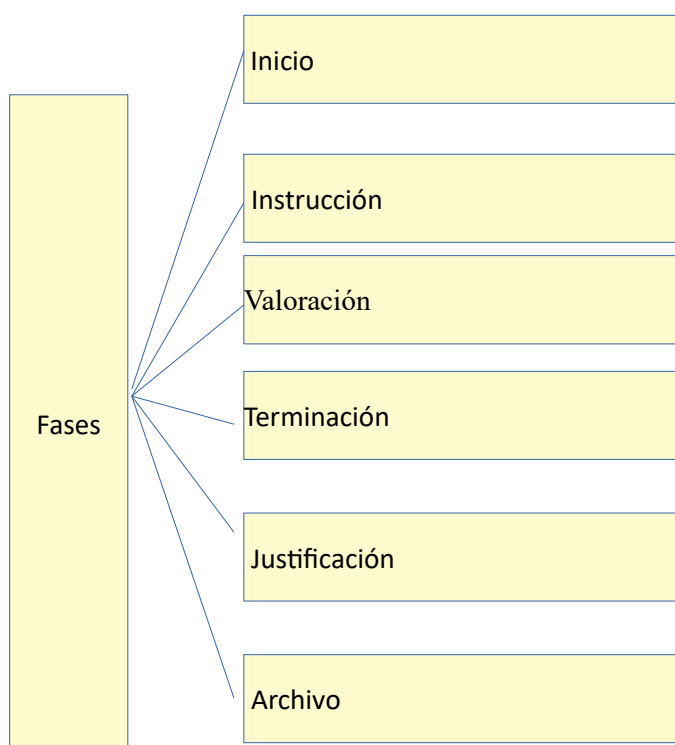 Inicio
Instrucción
Valoración
Fases
Terminación
Justificación
Archivo